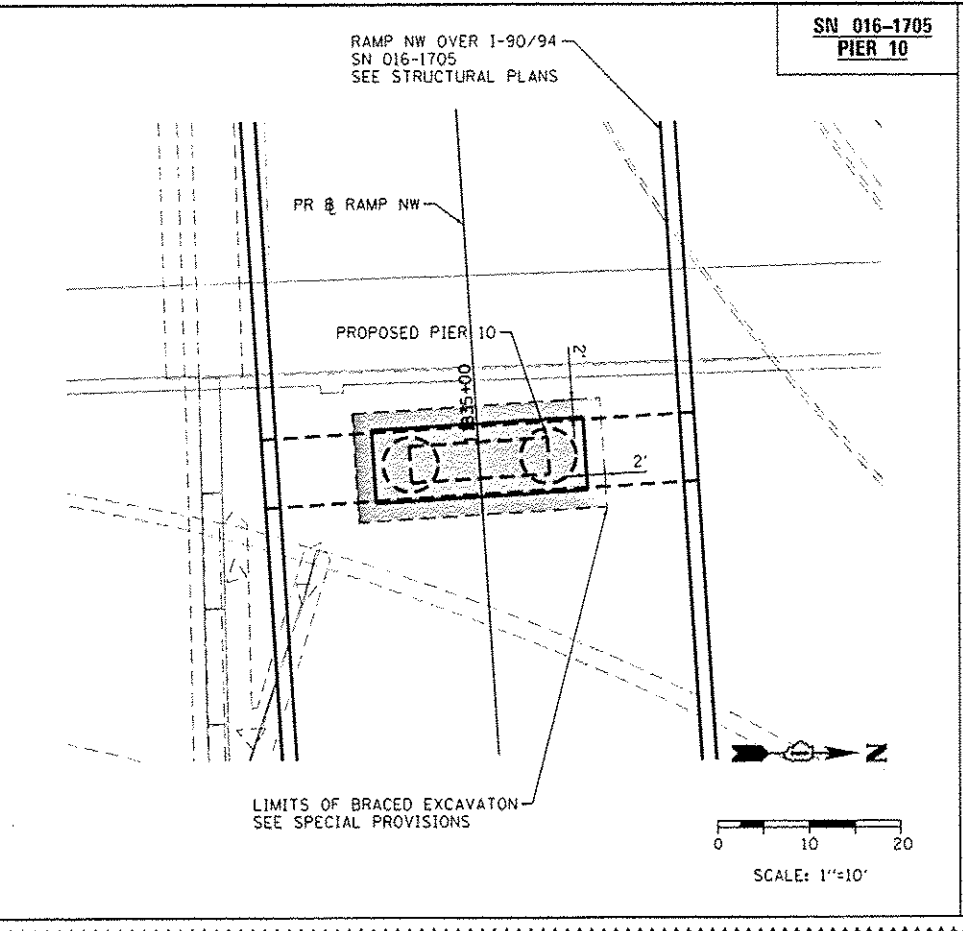 SN 016-1705
PIER 10
RAMP NW OVER I-90/94
SN 016-1705
SEE STRUCTURAL PLANS
PR ⅊ RAMP NW
PROPOSED PIER 10
2'
1835+00
2'
N
LIMITS OF BRACED EXCAVATON
SEE SPECIAL PROVISIONS
0 10 20
SCALE: 1"=10'